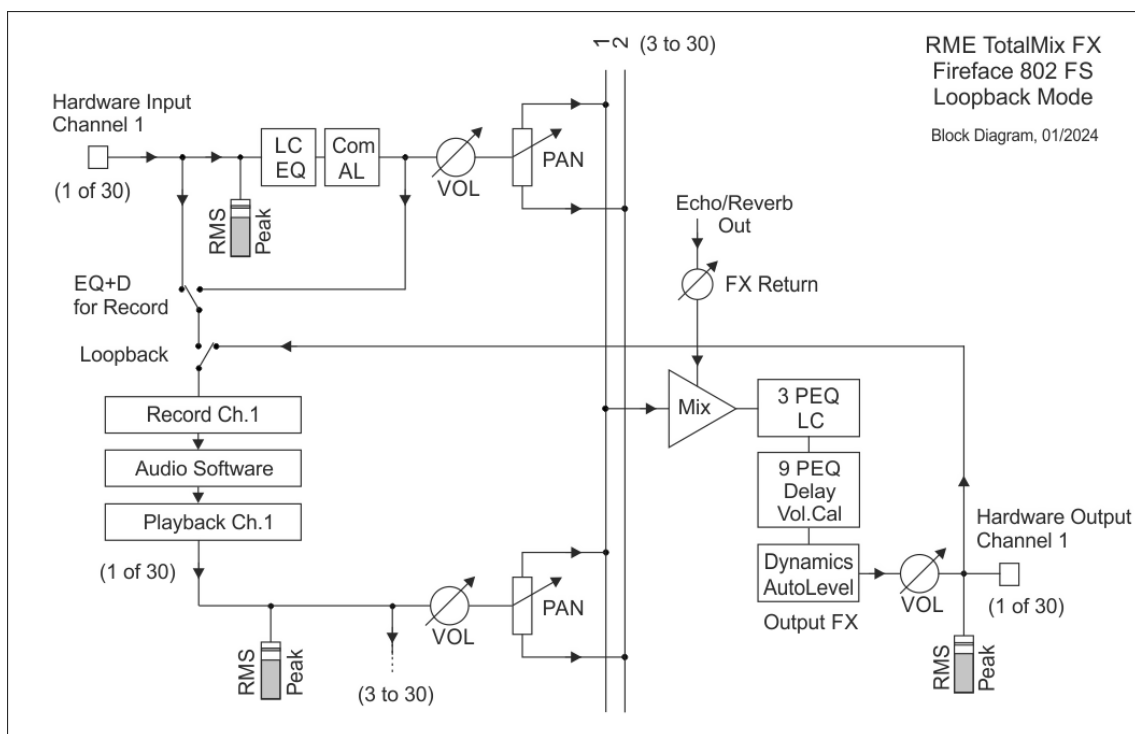 1
2
(3 to 30)
RME TotalMix FX
Fireface 802 FS
Loopback Mode
Block Diagram, 01/2024
Hardware Input
Channel 1
(1 of 30)
LC
EQ
Com
AL
VOL
PAN
RMS
Peak
EQ+D
for Record
Loopback
Echo/Reverb
Out
FX Return
Mix
3 PEQ
LC
9 PEQ
Delay
Vol.Cal
Dynamics
AutoLevel
Output FX
VOL
Hardware Output
Channel 1
(1 of 30)
RMS
Peak
Record Ch.1
Audio Software
Playback Ch.1
(1 of 30)
RMS
Peak
(3 to 30)
VOL
PAN